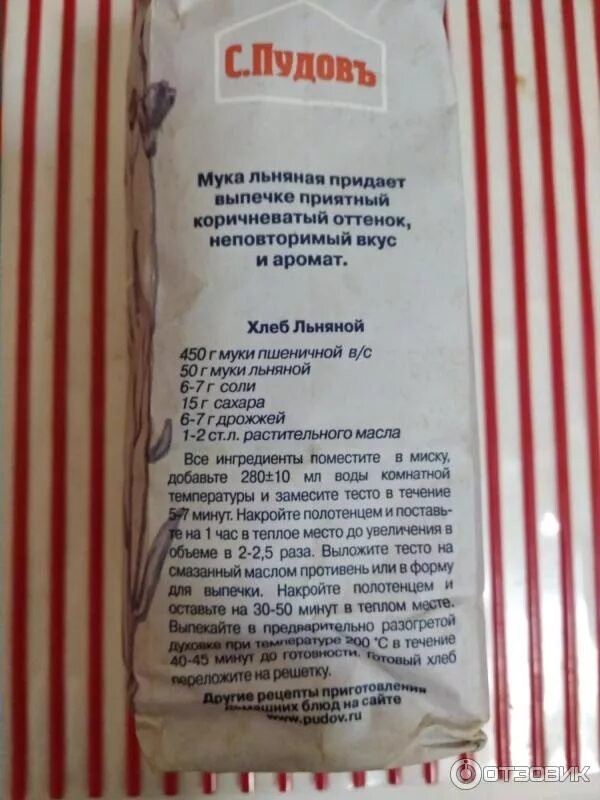 С.Пудовъ
Мука льняная придает
выпечке приятный
коричневатый оттенок,
неповторимый вкус
и аромат.
Хлеб Льняной
450 г муки пшеничной в/с
50 г муки льняной
6-7 г соли
15 г сахара
6-7 г дрожжей
1-2 ст.л. растительного масла
Все ингредиенты поместите в миску,
добавьте 280±10 мл воды комнатной
температуры и замесите тесто в течение
5-7 минут. Накройте полотенцем и поставь-
те на 1 час в теплое место до увеличения в
объеме в 2-2,5 раза. Выложите тесто на
смазанный маслом противень или в форму
для выпечки. Накройте полотенцем и
оставьте на 30-50 минут в теплом месте.
Выпекайте в предварительно разогретой
духовке при температуре 200 °С в течение
40-45 минут до готовности. Готовый хлеб
переложите на решетку.
Другие рецепты приготовления
домашних блюд на сайте
www.pudov.ru
ОТЗОВИК